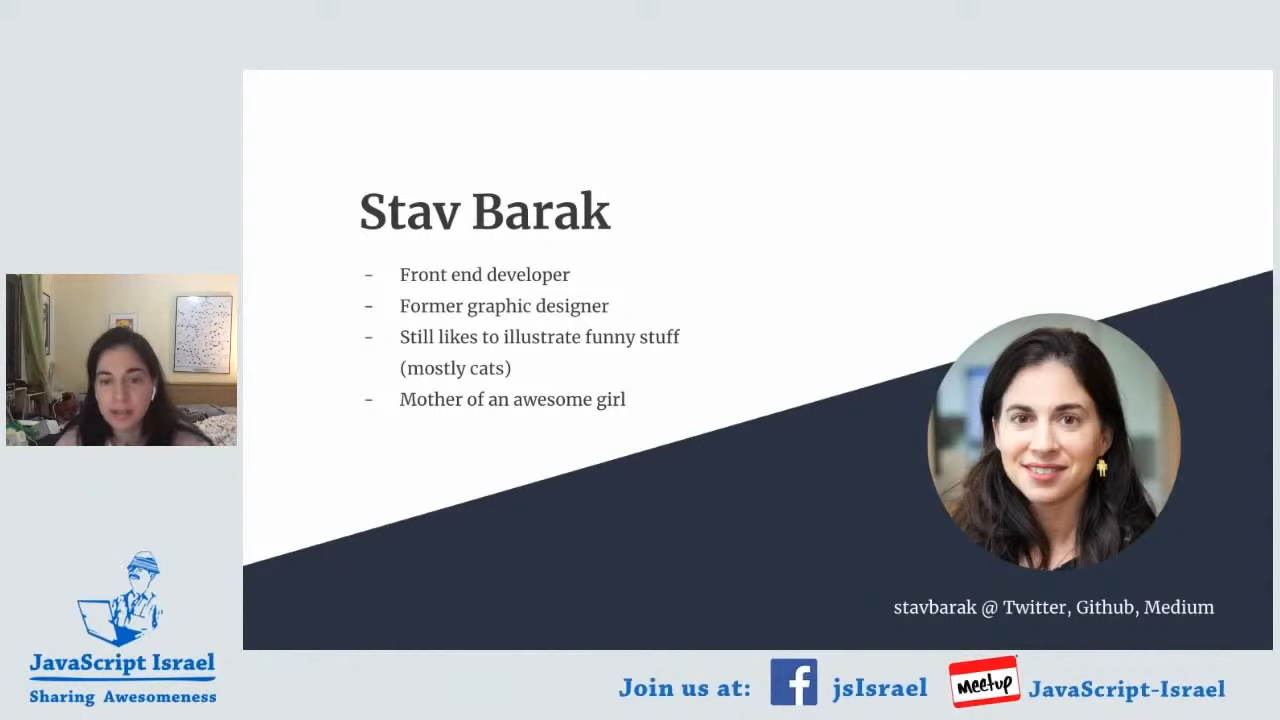 Stav Barak
- Front end developer
- Former graphic designer
- Still likes to illustrate funny stuff
(mostly cats)
- Mother of an awesome girl
stavbarak @ Twitter, Github, Medium
JavaScript Israel
Sharing Awesomeness
Join us at: f jsIsrael Meetup JavaScript-Israel